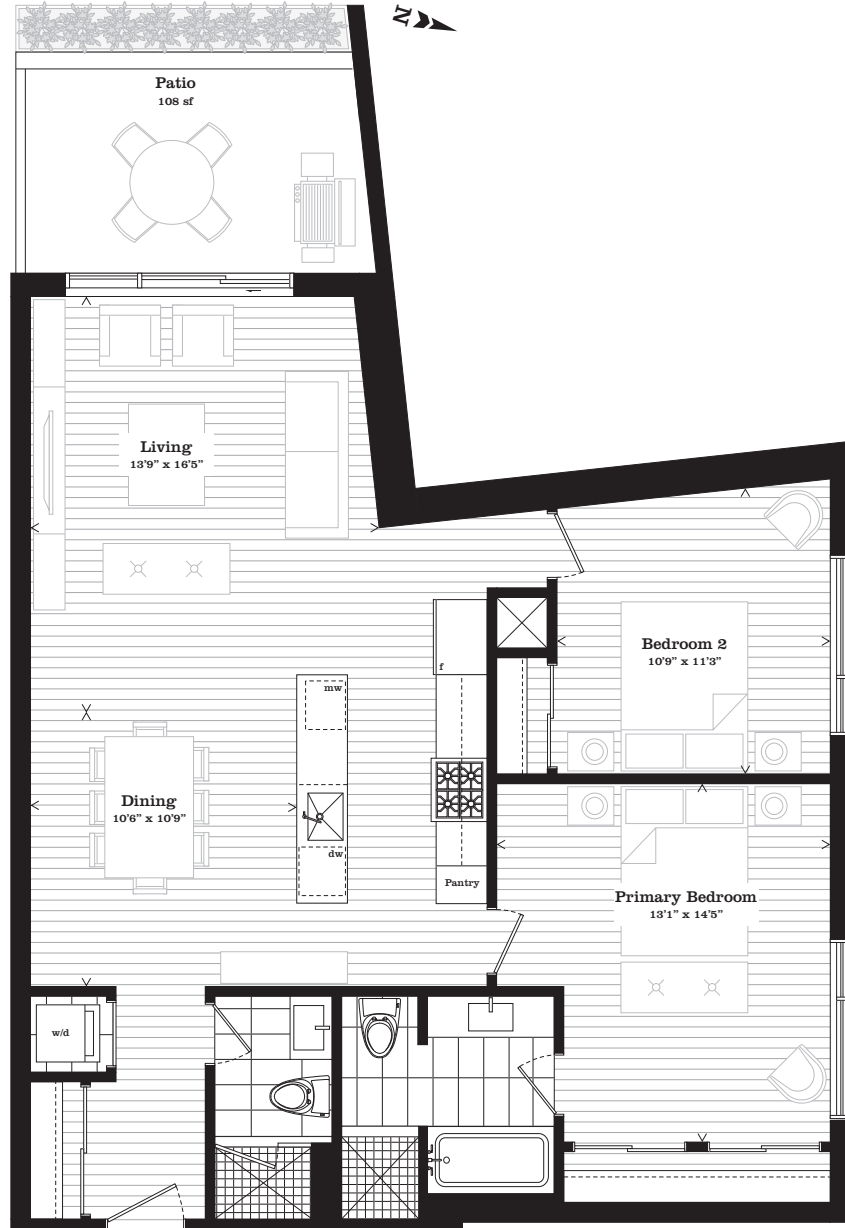 N
Patio
108 sf
Living
13'9" x 16'5"
Bedroom 2
10'9" x 11'3"
f
mw
Dining
10'6" x 10'9"
dw
Pantry
Primary Bedroom
13'1" x 14'5"
w/d